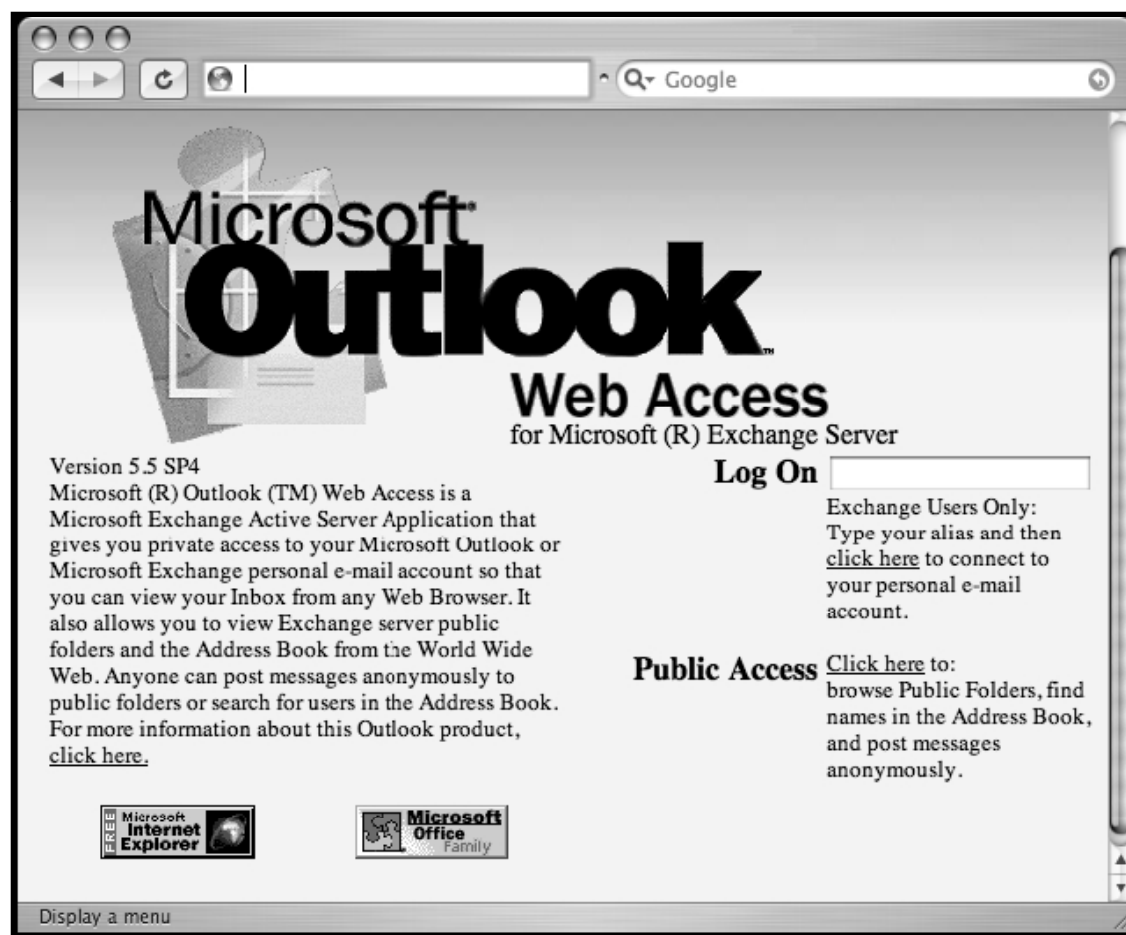 Google
Microsoft®
Outlook™
Web Access
for Microsoft (R) Exchange Server
Version 5.5 SP4
Microsoft (R) Outlook (TM) Web Access is a
Microsoft Exchange Active Server Application that
gives you private access to your Microsoft Outlook or
Microsoft Exchange personal e-mail account so that
you can view your Inbox from any Web Browser. It
also allows you to view Exchange server public
folders and the Address Book from the World Wide
Web. Anyone can post messages anonymously to
public folders or search for users in the Address Book.
For more information about this Outlook product,
click here.
Log On
Exchange Users Only:
Type your alias and then
click here to connect to
your personal e-mail
account.
Public Access
Click here to:
browse Public Folders, find
names in the Address Book,
and post messages
anonymously.
FREE
Microsoft
Internet
Explorer
Microsoft
Office
Family
Display a menu